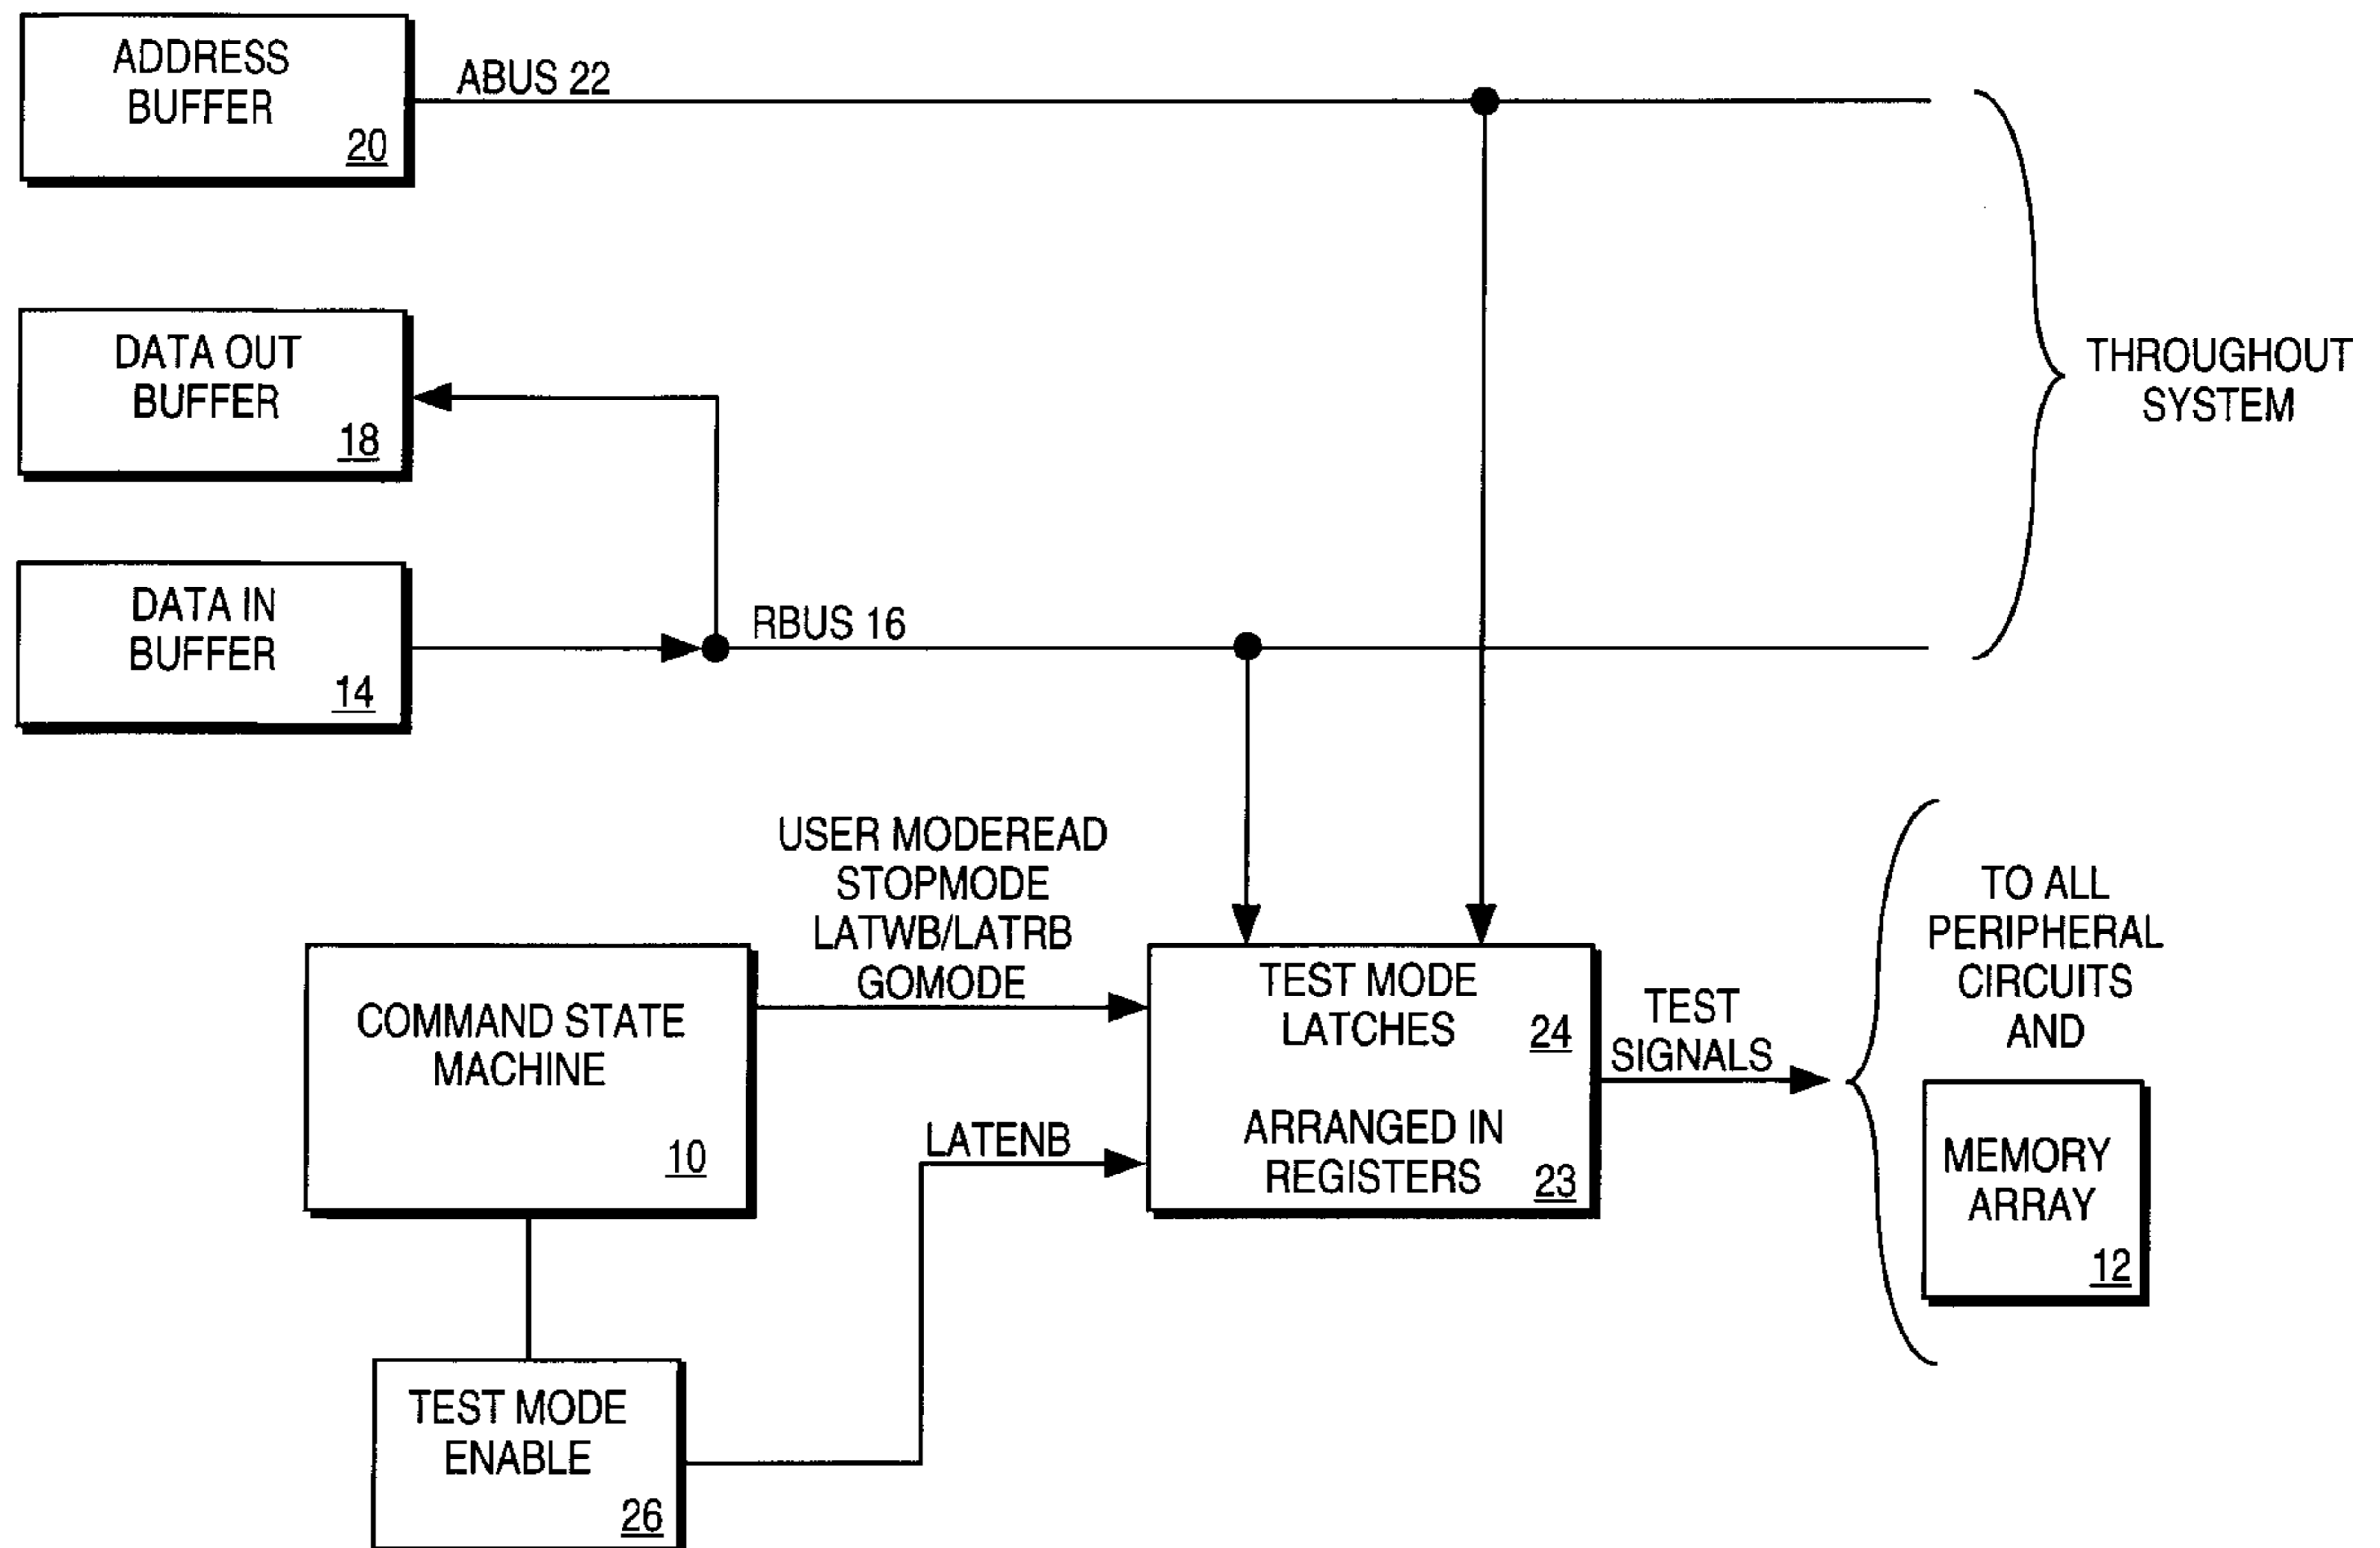 ADDRESS
BUFFER
20
ABUS 22
DATA OUT
BUFFER
18
THROUGHOUT
SYSTEM
DATA IN
BUFFER
14
RBUS 16
USER MODEREAD
STOPMODE
LATWB/LATRB
GOMODE
COMMAND STATE
MACHINE
10
LATENB
TEST MODE
LATCHES
24
ARRANGED IN
REGISTERS
23
TEST
SIGNALS
TO ALL
PERIPHERAL
CIRCUITS
AND
MEMORY
ARRAY
12
TEST MODE
ENABLE
26